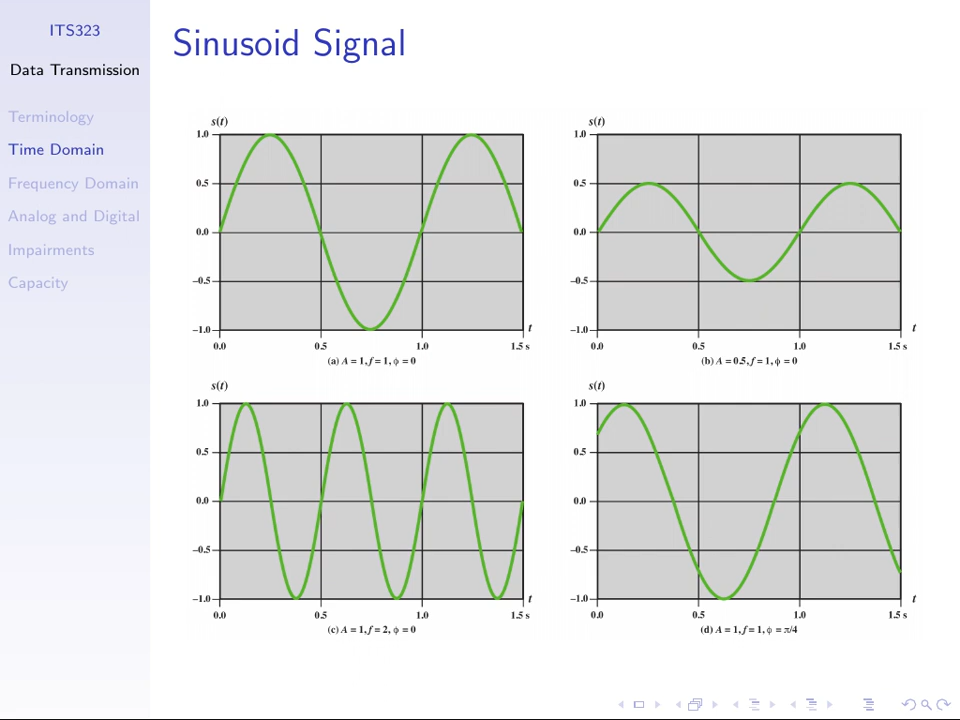 ITS323
Data Transmission
Terminology
Time Domain
Frequency Domain
Analog and Digital
Impairments
Capacity
Sinusoid Signal
s(t)
1.0
0.5
0.0
–0.5
–1.0
t
0.0 0.5 1.0 1.5 s
(a) A = 1, f = 1, ϕ = 0
s(t)
1.0
0.5
0.0
–0.5
–1.0
t
0.0 0.5 1.0 1.5 s
(b) A = 0.5, f = 1, ϕ = 0
s(t)
1.0
0.5
0.0
–0.5
–1.0
t
0.0 0.5 1.0 1.5 s
(c) A = 1, f = 2, ϕ = 0
s(t)
1.0
0.5
0.0
–0.5
–1.0
t
0.0 0.5 1.0 1.5 s
(d) A = 1, f = 1, ϕ = π/4